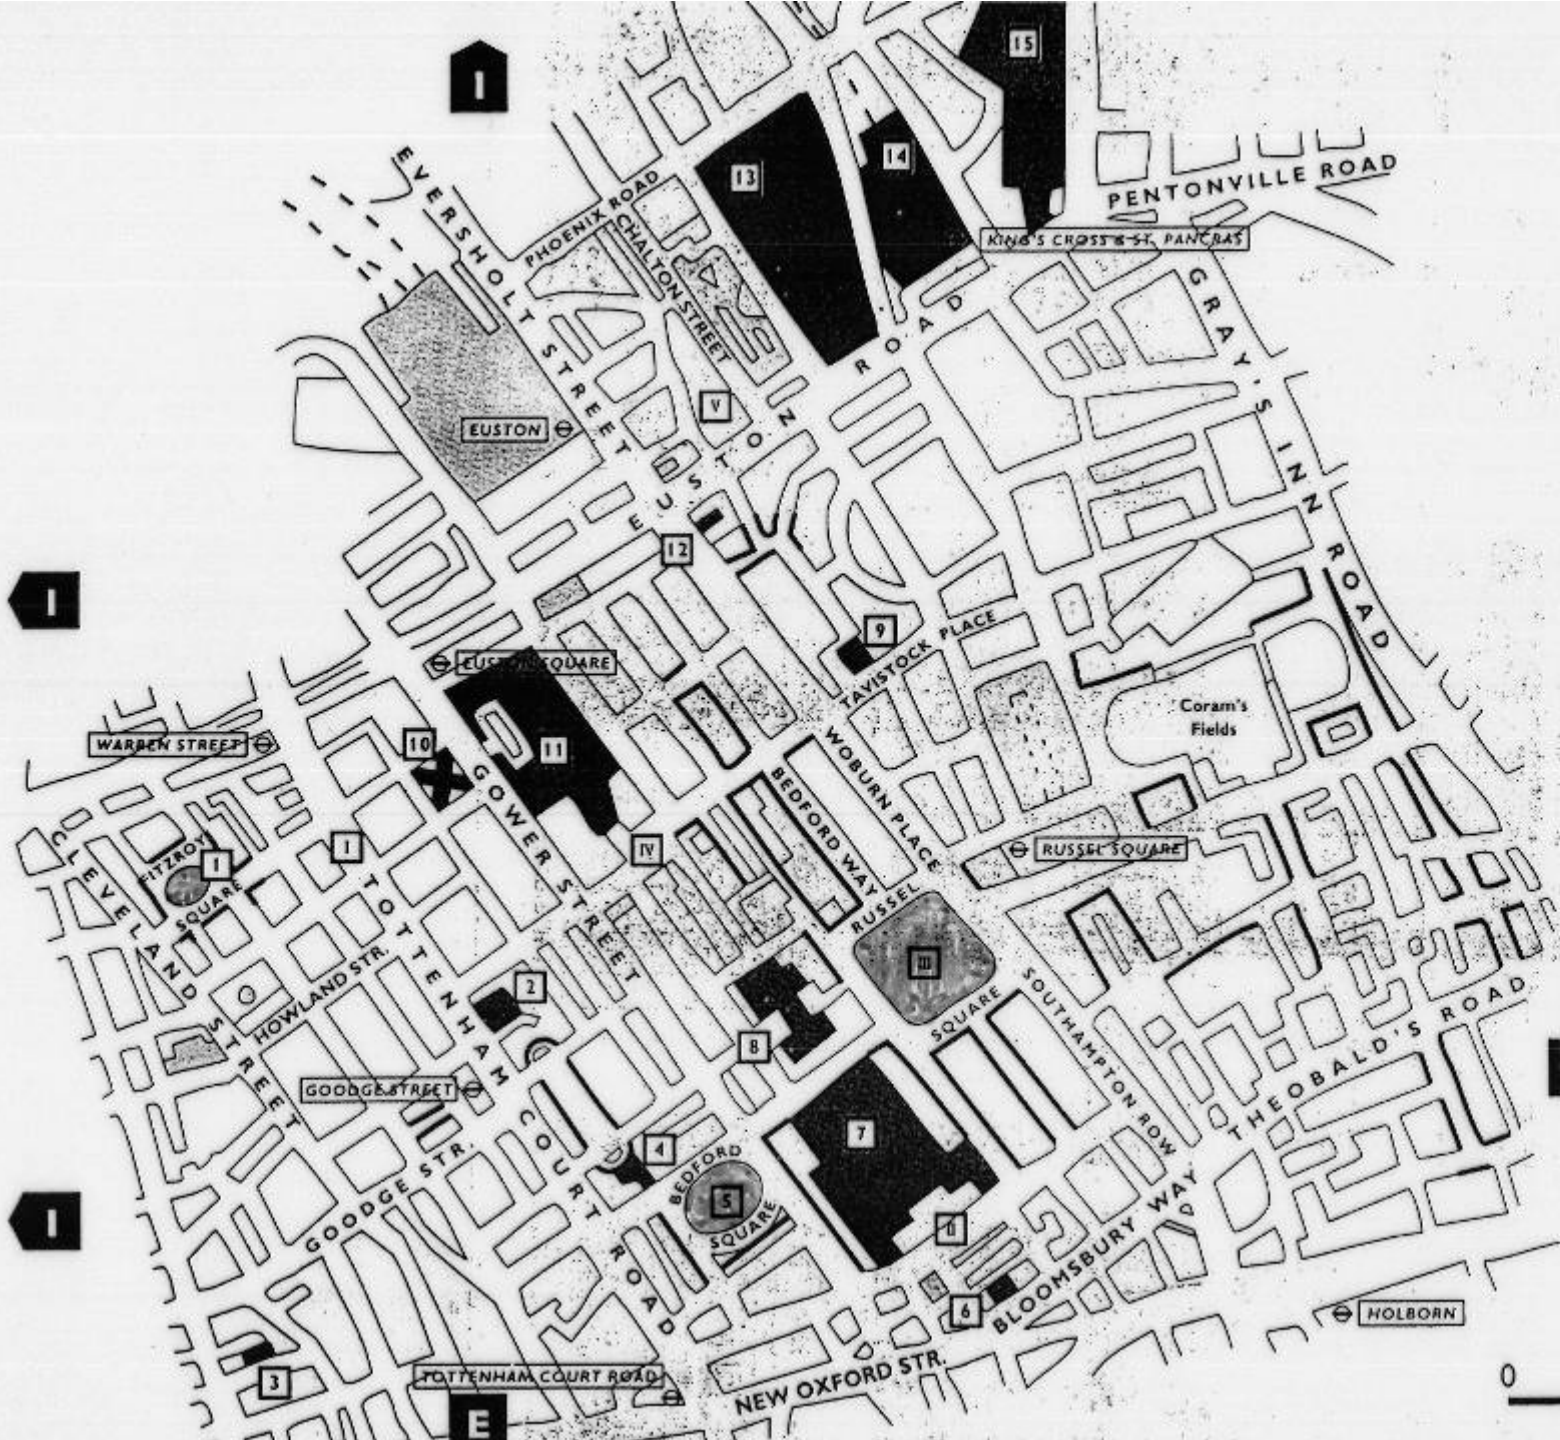 15
I
14
13
EVERSHOLT STREET
PENTONVILLE ROAD
PHOENIX ROAD
CHALTON STREET
KING'S CROSS & ST. PANCRAS
GRAY'S INN ROAD
EUSTON ROAD
V
EUSTON
12
I
9
EUSTON SQUARE
TAVISTOCK PLACE
Coram's
Fields
WARREN STREET
10
11
GOWER STREET
WOBURN PLACE
BEDFORD WAY
CLEVELAND STREET
FITZROY
SQUARE
1
I
IV
RUSSEL SQUARE
TOTTENHAM COURT ROAD
RUSSEL
SQUARE
III
HOWLAND STR.
2
SOUTHAMPTON ROW
THEOBALD'S ROAD
8
GOODGE STREET
GOODGE STR.
4
7
BEDFORD
SQUARE
5
I
II
BLOOMSBURY WAY
6
HOLBORN
3
TOTTENHAM COURT ROAD
NEW OXFORD STR.
0
E